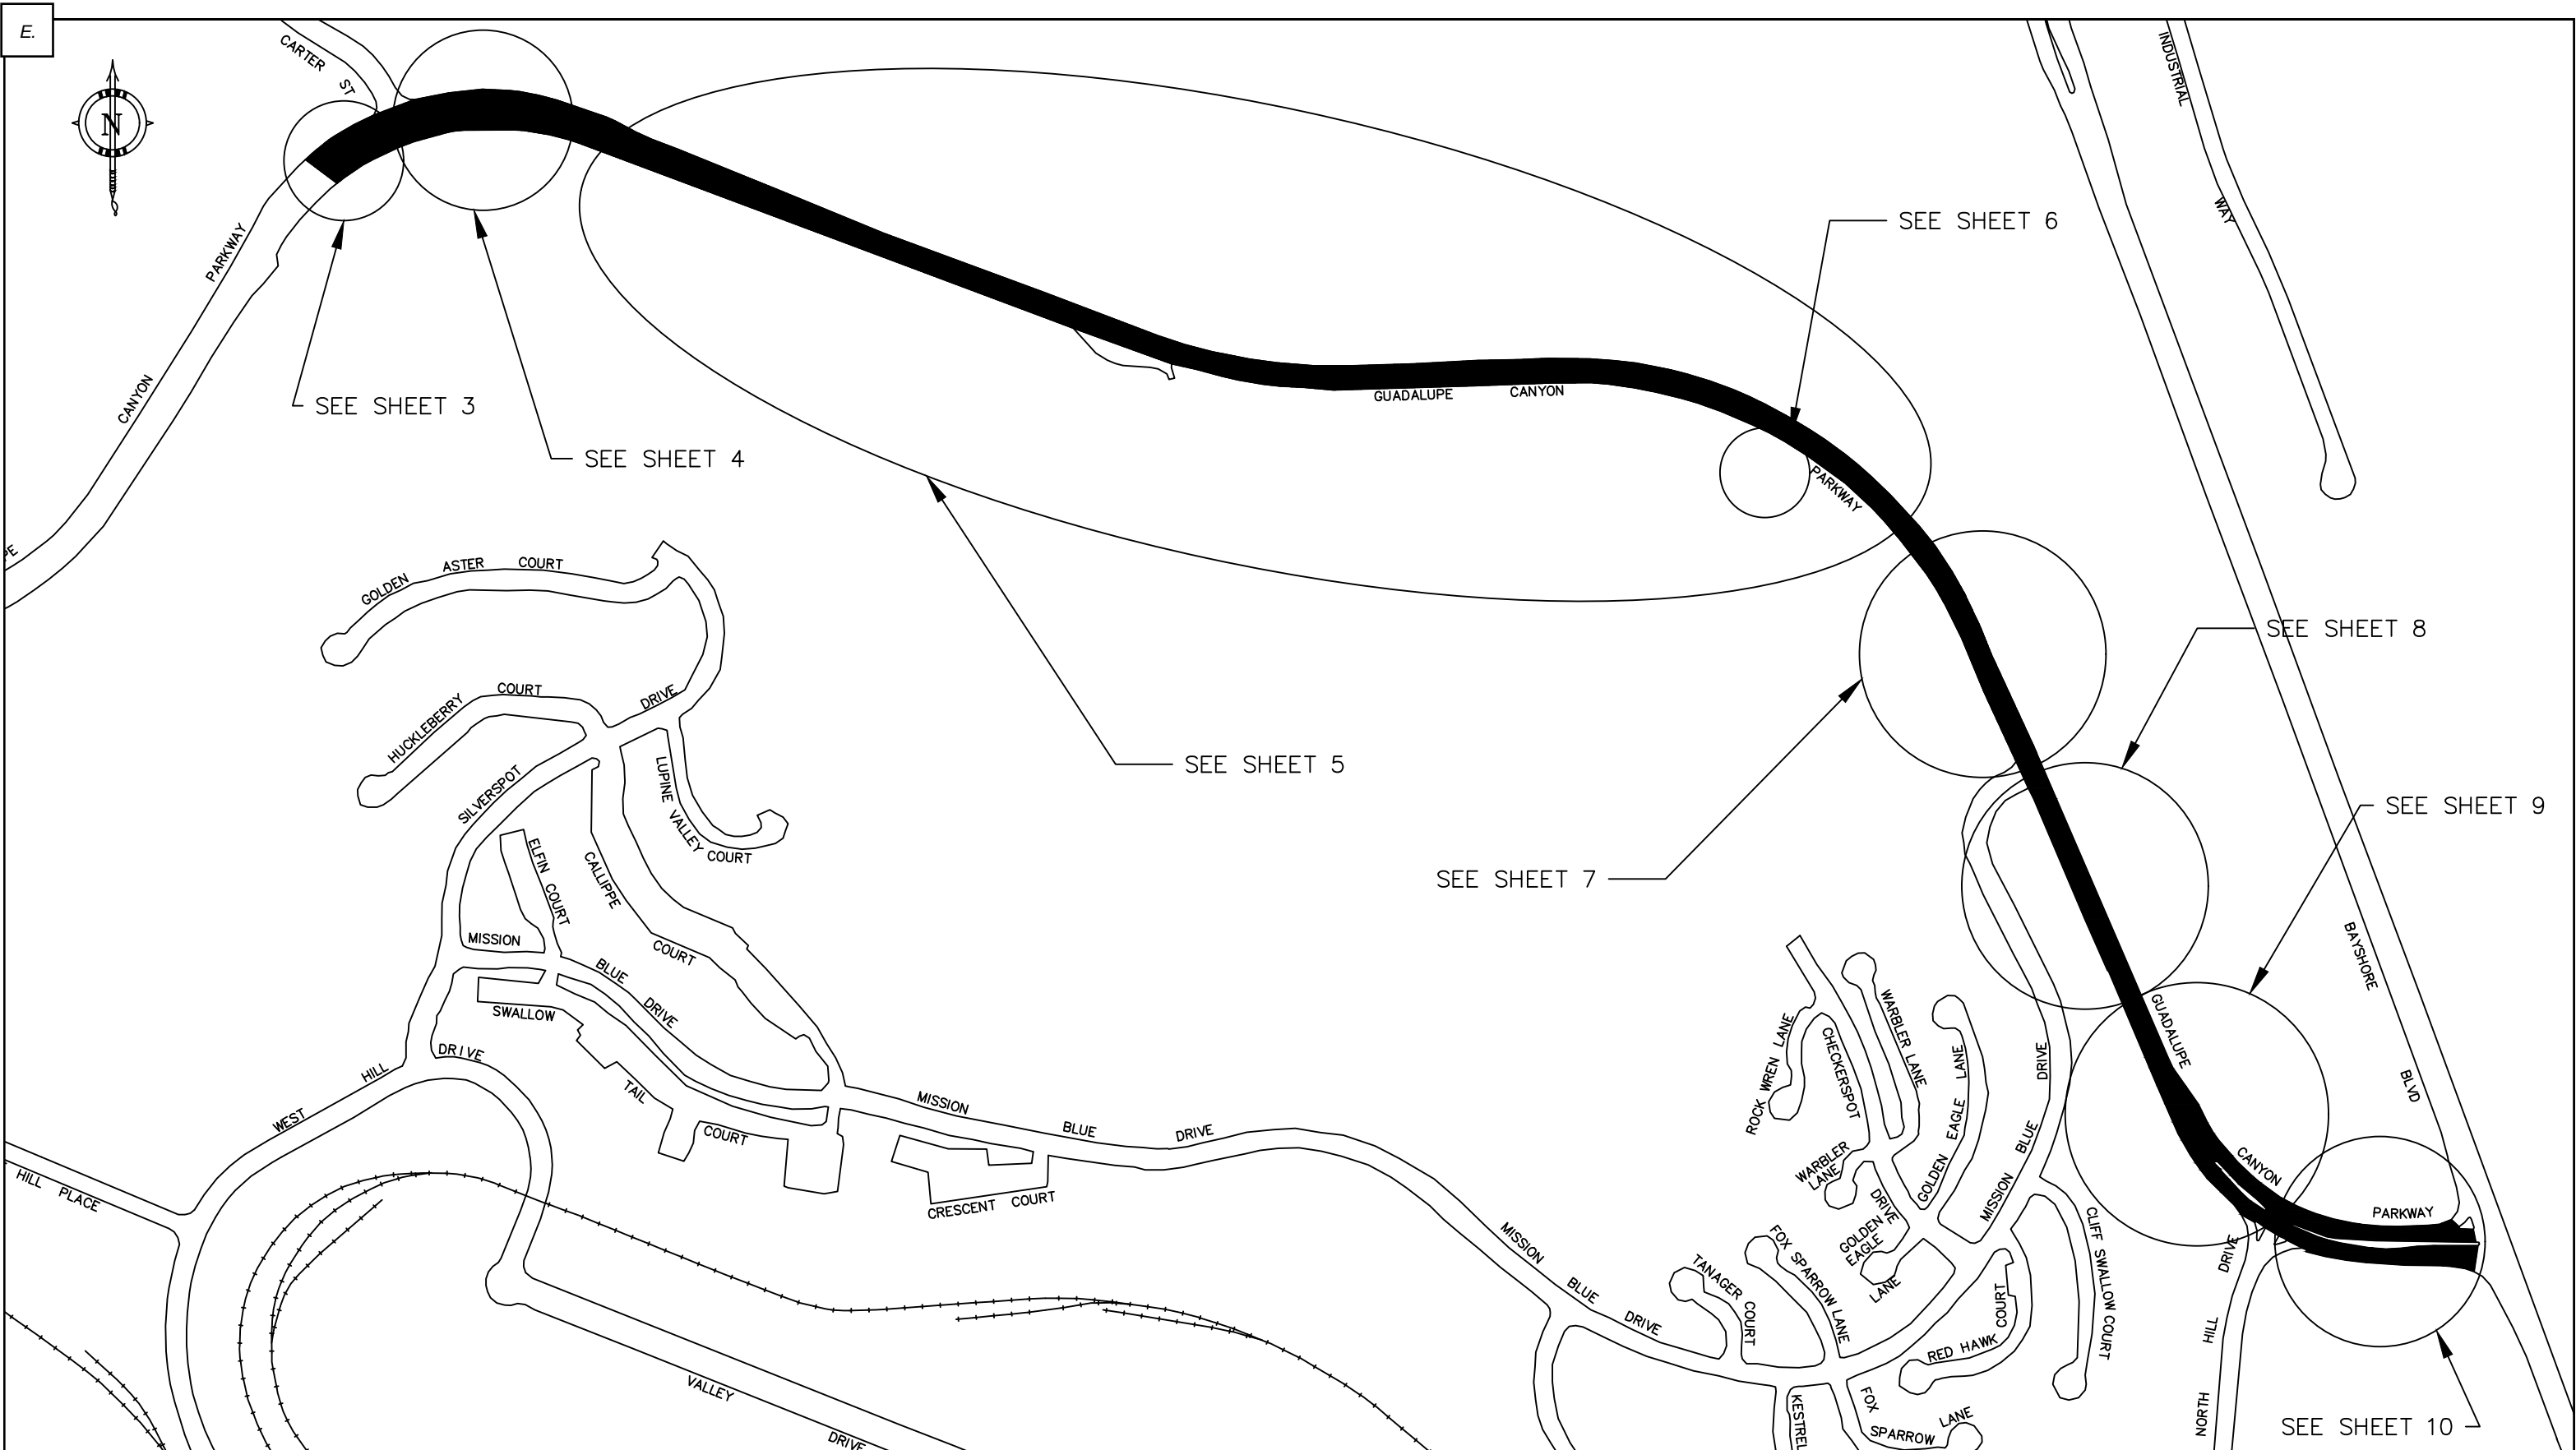 E.
N
CARTER ST
INDUSTRIAL WAY
SEE SHEET 6
PARKWAY
CANYON
SEE SHEET 3
SEE SHEET 4
GUADALUPE CANYON
PARKWAY
PE
GOLDEN ASTER COURT
SEE SHEET 8
HUCKLEBERRY COURT
DRIVE
SILVERSPOT
LUPINE VALLEY COURT
SEE SHEET 5
SEE SHEET 9
SEE SHEET 7
ELFIN COURT
CALLIPPE
COURT
MISSION
BLUE
DRIVE
SWALLOW
TAIL
COURT
BAYSHORE
BLVD
GUADALUPE
CANYON
PARKWAY
DRIVE
HILL
WEST
HILL PLACE
MISSION BLUE DRIVE
CRESCENT COURT
ROCK WREN LANE
CHECKERSPOT
WARBLER LANE
GOLDEN EAGLE LANE
DRIVE
BLUE
MISSION
WARBLER
LANE
DRIVE
GOLDEN
EAGLE
LANE
FOX SPARROW LANE
TANAGER COURT
MISSION
BLUE
DRIVE
CLIFF SWALLOW COURT
RED HAWK COURT
DRIVE
HILL
NORTH
VALLEY
DRIVE
KESTREL
FOX
SPARROW LANE
SEE SHEET 10